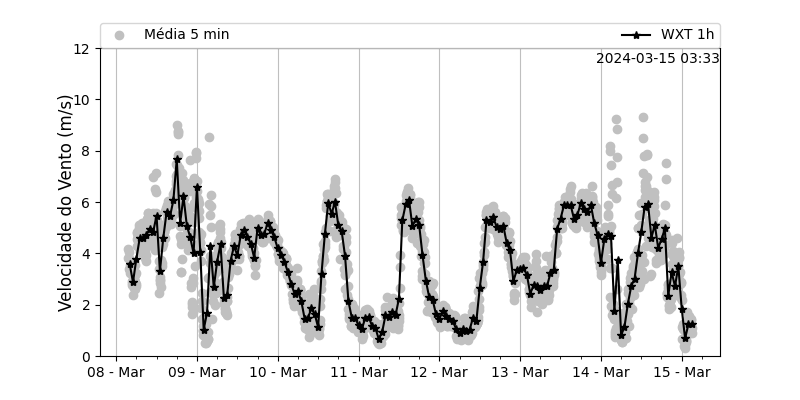 Média 5 min
WXT 1h
2024-03-15 03:33
Velocidade do Vento (m/s)
12
10
8
6
4
2
0
08 - Mar
09 - Mar
10 - Mar
11 - Mar
12 - Mar
13 - Mar
14 - Mar
15 - Mar